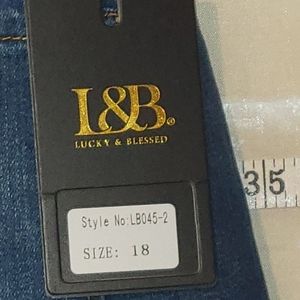 L&B®
LUCKY & BLESSED
35
Style No:LB045-2
SIZE: 18